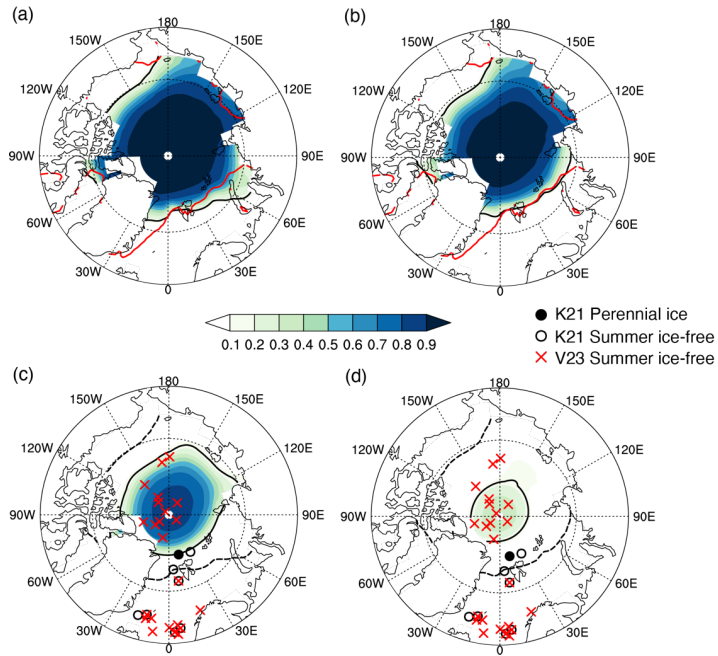 (a)
180
150W
150E
120W
120E
90W
90E
60W
60E
30W
30E
0
(b)
180
150W
150E
120W
120E
90W
90E
60W
60E
30W
30E
0
0.1 0.2 0.3 0.4 0.5 0.6 0.7 0.8 0.9
K21 Perennial ice
K21 Summer ice-free
V23 Summer ice-free
(c)
180
150W
150E
120W
120E
90W
90E
60W
60E
30W
30E
0
(d)
180
150W
150E
120W
120E
90W
90E
60W
60E
30W
30E
0